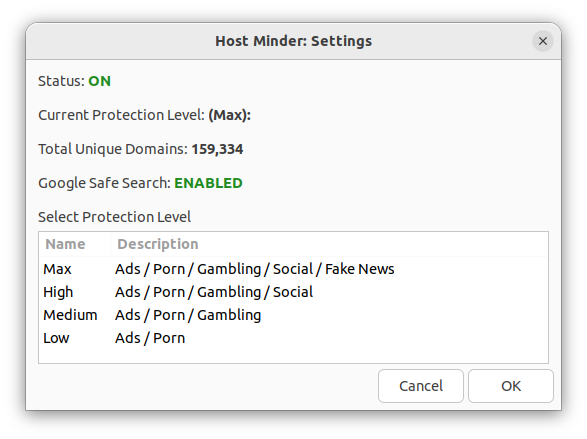 Host Minder: Settings
Status: ON
Current Protection Level: (Max):
Total Unique Domains: 159,334
Google Safe Search: ENABLED
Select Protection Level
Name Description
Max Ads / Porn / Gambling / Social / Fake News
High Ads / Porn / Gambling / Social
Medium Ads / Porn / Gambling
Low Ads / Porn
Cancel OK